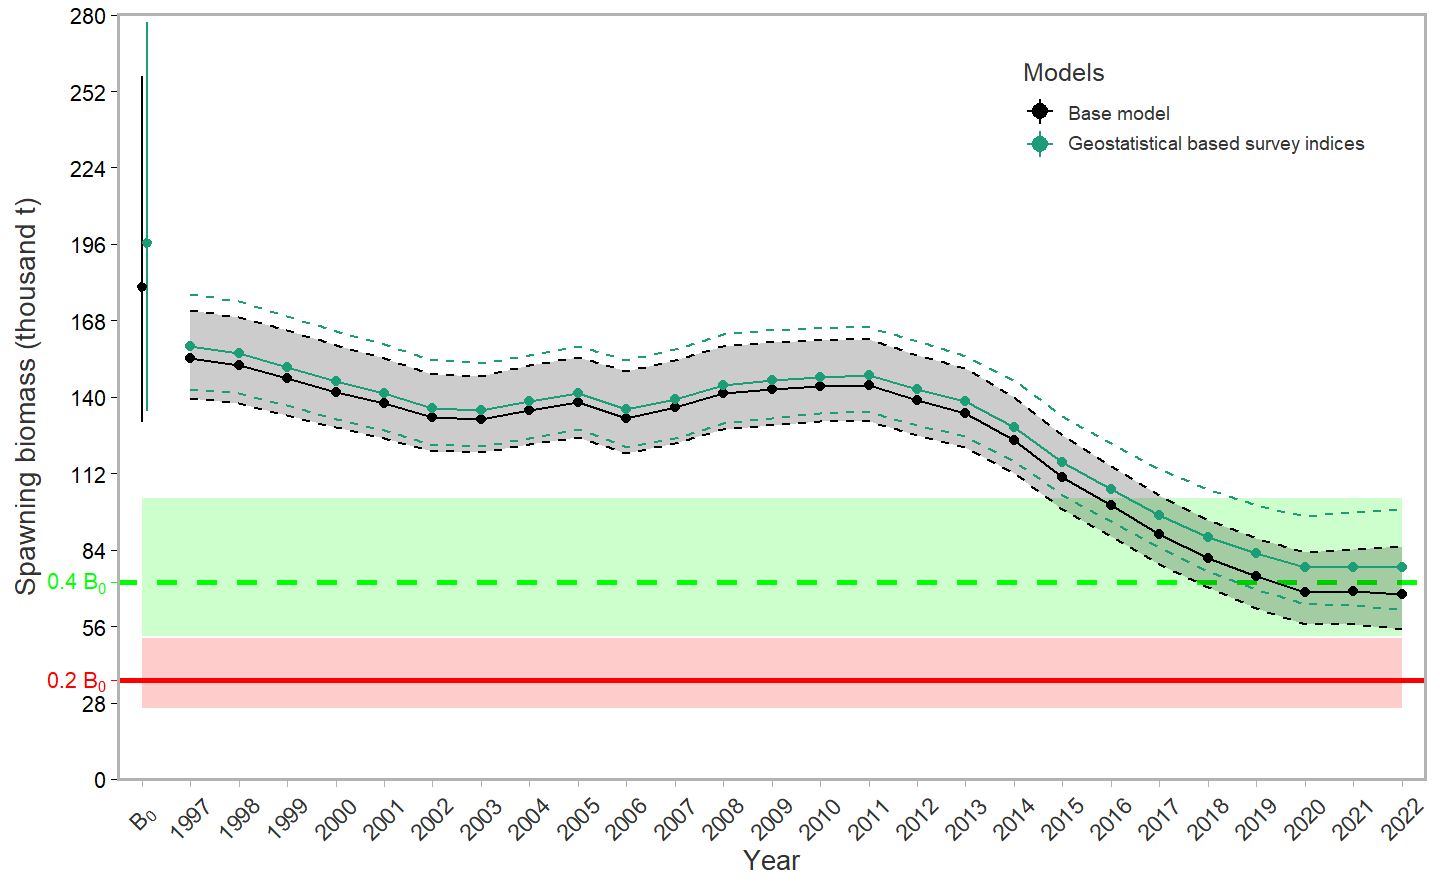 Spawning biomass (thousand t)
280
252
224
196
168
140
112
84
0.4 B₀
56
0.2 B₀
28
0
Models
Base model
Geostatistical based survey indices
B₀ 1997 1998 1999 2000 2001 2002 2003 2004 2005 2006 2007 2008 2009 2010 2011 2012 2013 2014 2015 2016 2017 2018 2019 2020 2021 2022
Year